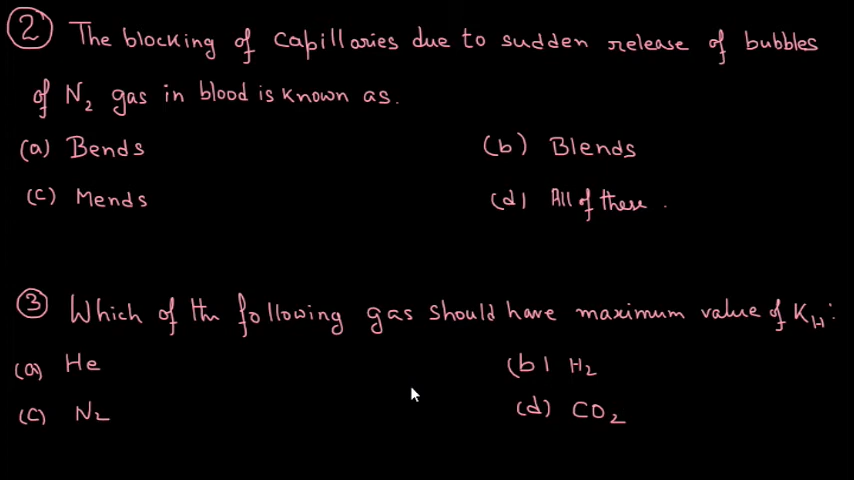 ② The blocking of capillaries due to sudden release of bubbles
of N₂ gas in blood is known as.
(a) Bends (b) Blends
(c) Mends (d) All of these.
③ Which of the following gas should have maximum value of K_H:
(a) He (b) H₂
(c) N₂ (d) CO₂